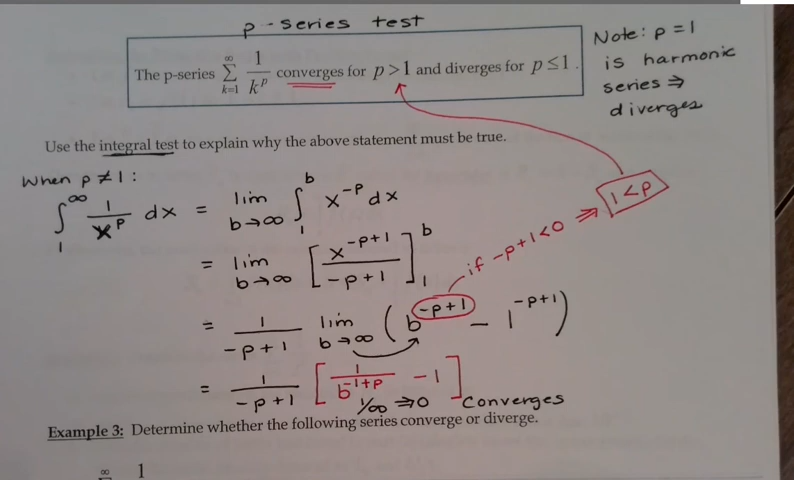 p-series test
The p-series ∑_{k=1}^{∞} 1/k^p converges for p > 1 and diverges for p ≤ 1.
Note: p = 1
is harmonic
series ⇒
diverges
Use the integral test to explain why the above statement must be true.
When p ≠ 1:
∫_1^∞ 1/x^p dx = lim_{b→∞} ∫_1^b x^{-p} dx
1 < p
= lim_{b→∞} [x^{-p+1}/(-p+1)]_1^b
if -p+1<0 ⇒
= 1/(-p+1) lim_{b→∞} (b^{-p+1} - 1^{-p+1})
= 1/(-p+1) [1/b^{-1+p} - 1]
1/∞ ⇒ 0 Converges
Example 3: Determine whether the following series converge or diverge.
∞ 1